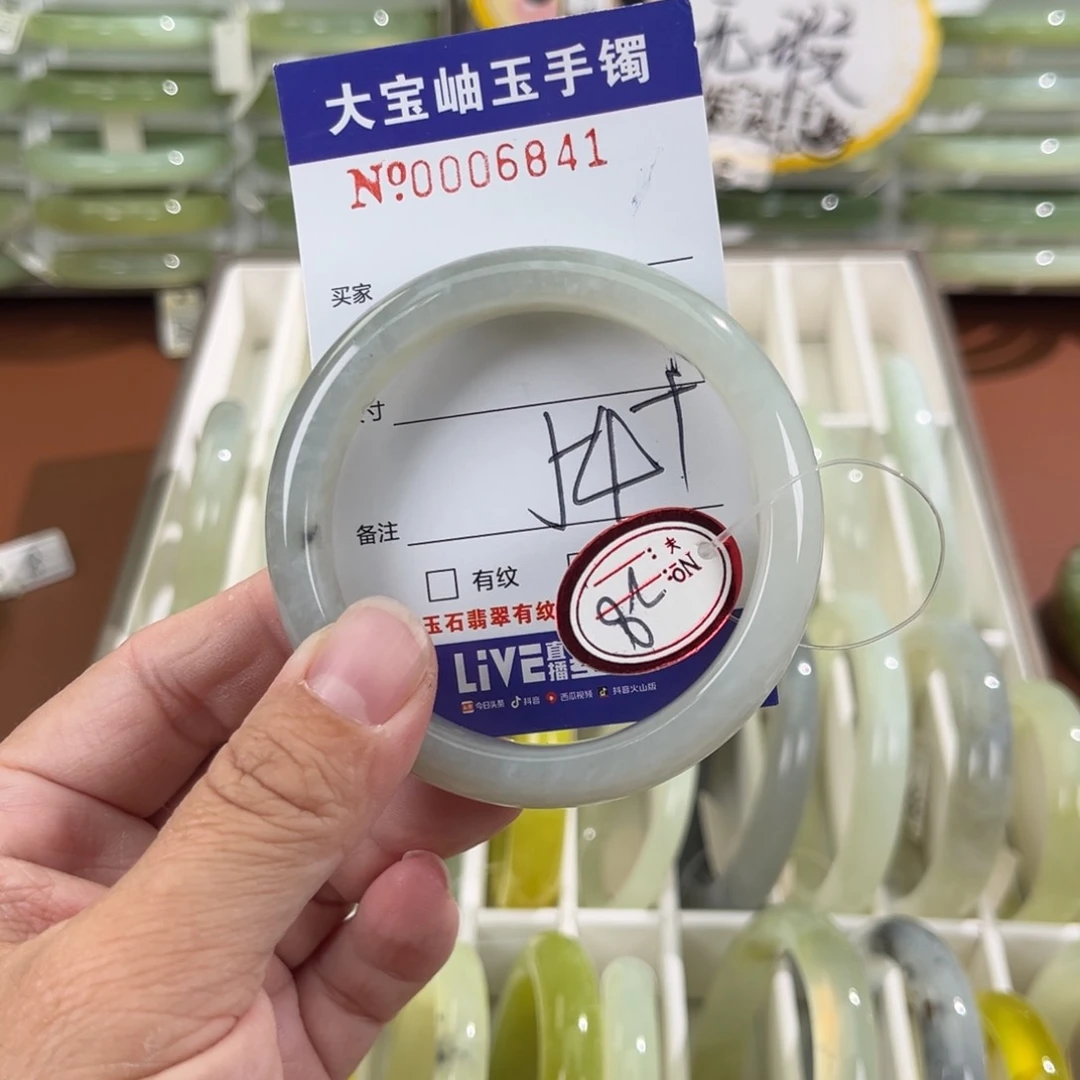 大宝岫玉手镯
无瑕
№0006841
买家
寸
备注
有纹
玉石翡翠有纹
LiVE直播
今日头条 抖音 西瓜视频 抖音火山版
№: